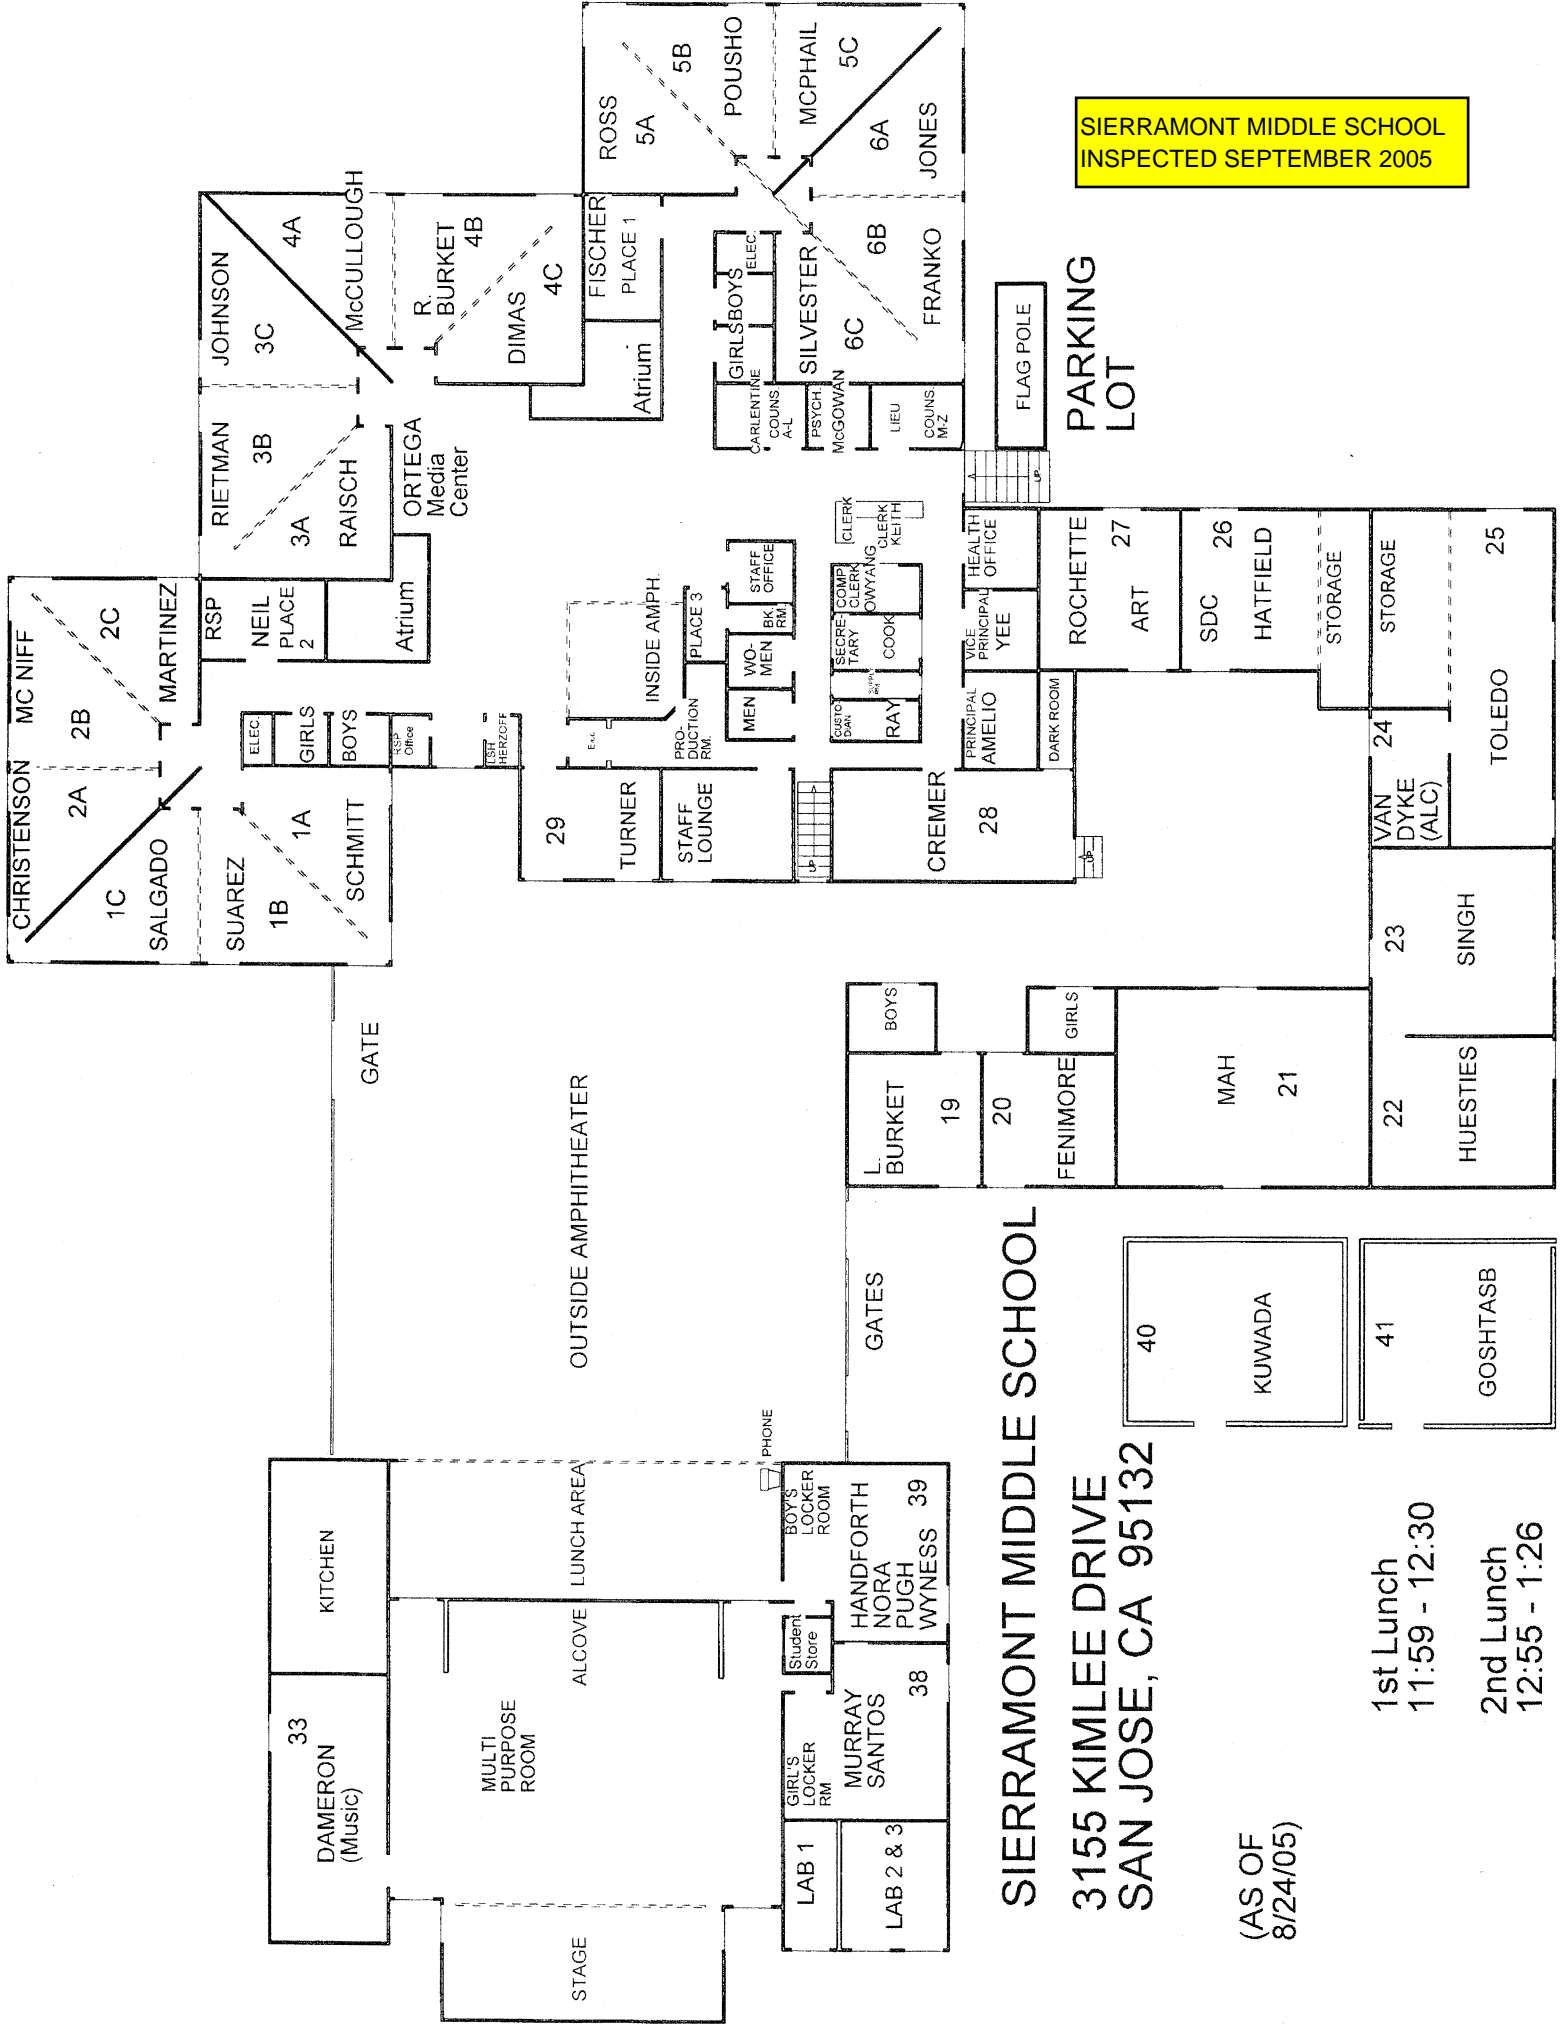 SIERRAMONT MIDDLE SCHOOL
INSPECTED SEPTEMBER 2005
CHRISTENSON
2A
MC NIFF
2B
2C
MARTINEZ
1C
SALGADO
SUAREZ
1B
1A
SCHMITT
ELEC.
GIRLS
BOYS
RSP
Office
LSH
HERZOFF
RSP
NEIL
PLACE
2
Atrium
RIETMAN
3B
3A
RAISCH
JOHNSON
3C
4A
McCULLOUGH
R.
BURKET
4B
DIMAS
4C
ORTEGA
Media
Center
FISCHER
PLACE 1
Atrium
ROSS
5A
5B
POUSHO
MCPHAIL
5C
6A
JONES
6B
FRANKO
SILVESTER
6C
GIRLS
BOYS
ELEC.
CARLENTINE
COUNS.
A-L
PSYCH.
McGOWAN
LIEU
COUNS.
M-Z
INSIDE AMPH.
PLACE 3
STAFF
OFFICE
BK.
RM.
WO-
MEN
MEN
PRO-
DUCTION
RM.
29
TURNER
STAFF
LOUNGE
UP
CLERK
CLERK
KEITH
COMP
CLERK
OWYANG
SECRE-
TARY
COOK
CUSTO-
DIAN
RAY
HEALTH
OFFICE
VICE
PRINCIPAL
YEE
PRINCIPAL
AMELIO
DARK ROOM
CREMER
28
UP
UP
FLAG POLE
PARKING
LOT
ROCHETTE
ART
27
SDC
26
HATFIELD
STORAGE
STORAGE
25
TOLEDO
24
VAN
DYKE
(ALC)
23
SINGH
22
HUESTIES
MAH
21
BOYS
GIRLS
L.
BURKET
19
20
FENIMORE
GATE
OUTSIDE AMPHITHEATER
GATES
40
KUWADA
41
GOSHTASB
KITCHEN
33
DAMERON
(Music)
LUNCH AREA
ALCOVE
MULTI
PURPOSE
ROOM
STAGE
PHONE
BOY'S
LOCKER
ROOM
HANDFORTH
NORA
PUGH
WYNESS
39
Student
Store
GIRL'S
LOCKER
RM.
MURRAY
SANTOS
38
LAB 1
LAB 2 & 3
SIERRAMONT MIDDLE SCHOOL
3155 KIMLEE DRIVE
SAN JOSE, CA 95132
(AS OF
8/24/05)
1st Lunch
11:59 - 12:30
2nd Lunch
12:55 - 1:26